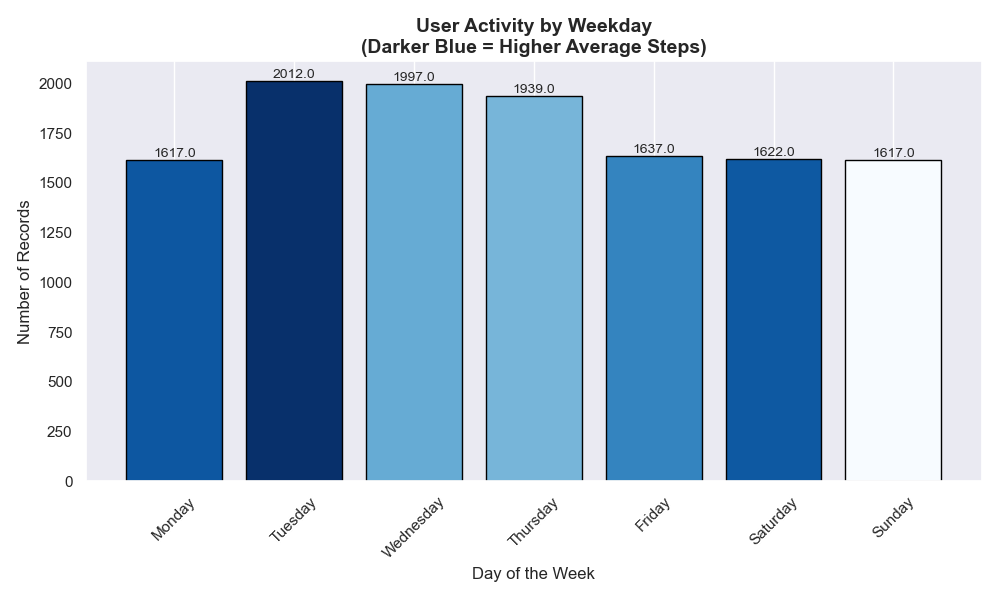 User Activity by Weekday
(Darker Blue = Higher Average Steps)
Number of Records
2000
1750
1500
1250
1000
750
500
250
0
1617.0
2012.0
1997.0
1939.0
1637.0
1622.0
1617.0
Monday
Tuesday
Wednesday
Thursday
Friday
Saturday
Sunday
Day of the Week